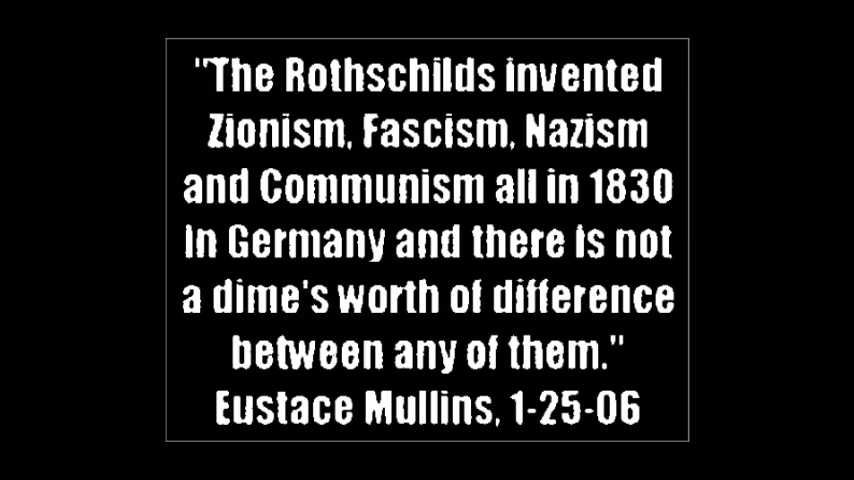 "The Rothschilds invented
Zionism, Fascism, Nazism
and Communism all in 1830
in Germany and there is not
a dime's worth of difference
between any of them."
Eustace Mullins, 1-25-06